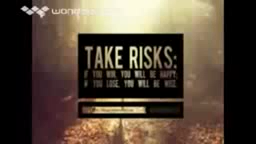 TAKE RISKS:
IF YOU WIN, YOU WILL BE HAPPY;
IF YOU LOSE, YOU WILL BE WISE.